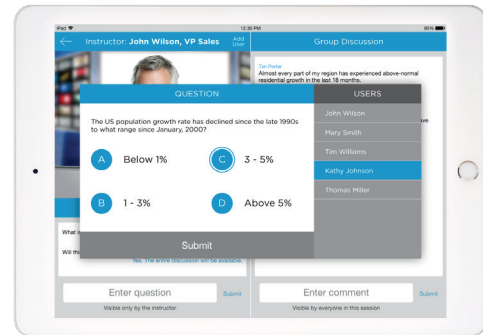 iPad
12:30 PM
95%
Instructor: John Wilson, VP Sales
Add
User
Group Discussion
Tim Porter
Almost every part of my region has experienced above-normal
residential growth in the last 18 months.
QUESTION
The US population growth rate has declined since the late 1990s
to what range since January, 2000?
A Below 1%
C 3 - 5%
B 1 - 3%
D Above 5%
Submit
USERS
John Wilson
Mary Smith
Tim Williams
Kathy Johnson
Thomas Miller
ave
What i
Will thi
Yes. The entire discussion will be available.
Enter question
Submit
Visible only by the instructor
Enter comment
Submit
Visible by everyone in this session